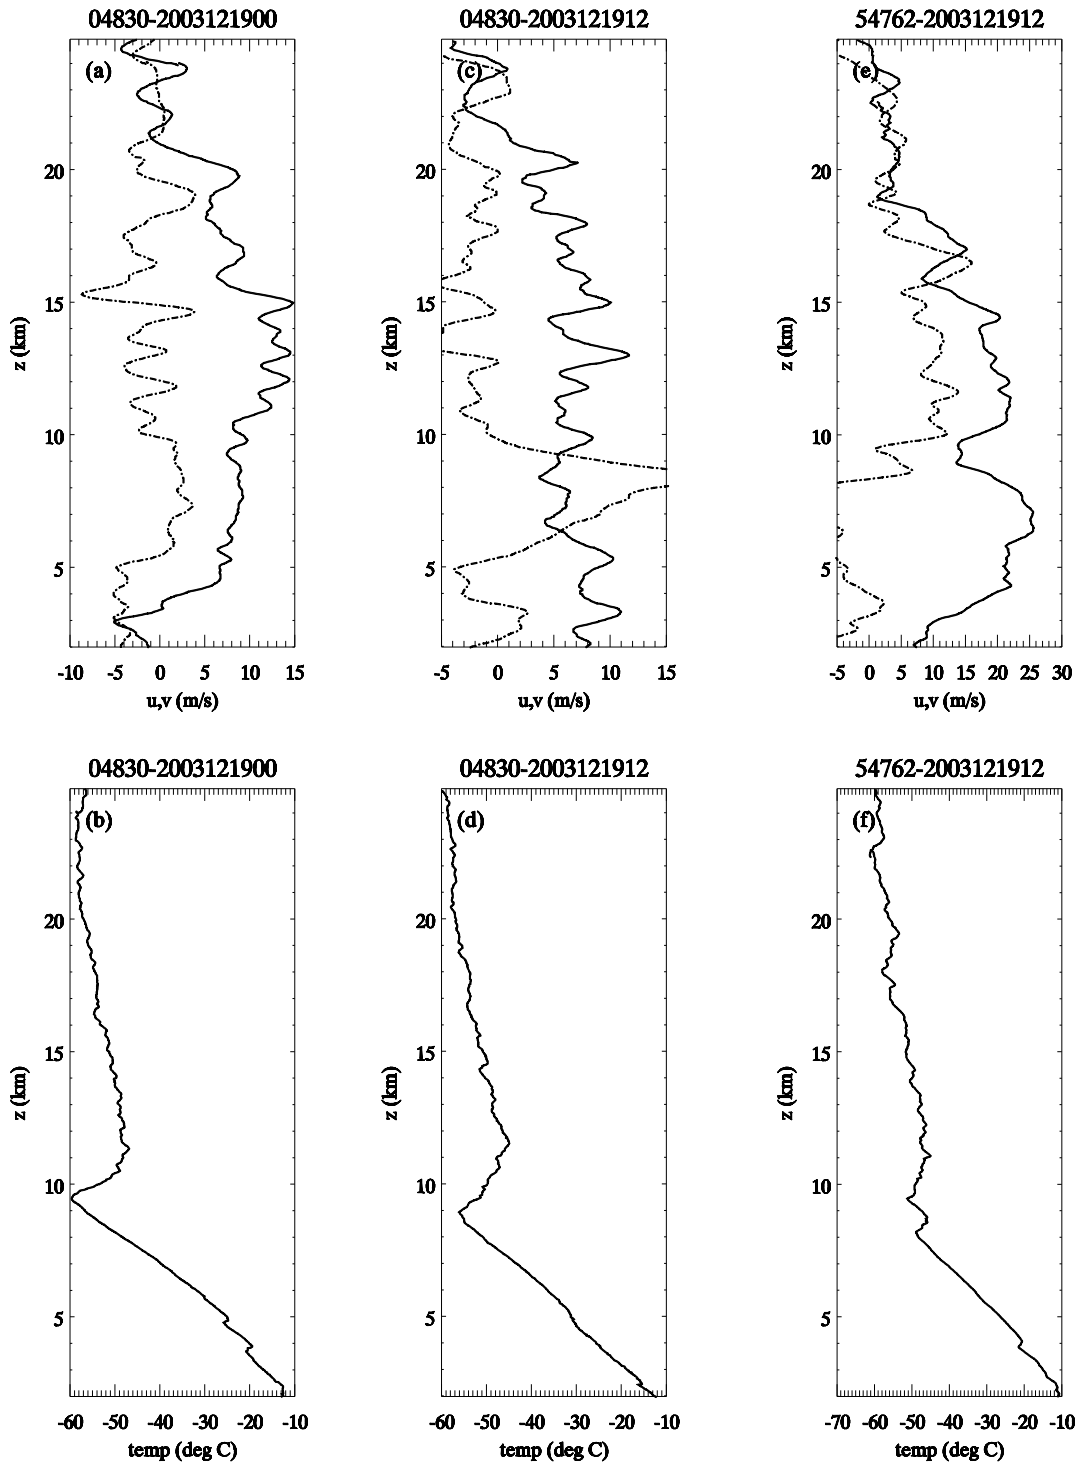 04830-2003121900
04830-2003121912
54762-2003121912
(a)
(c)
(e)
20
15
10
5
z (km)
20
15
10
5
z (km)
20
15
10
5
z (km)
-10 -5 0 5 10 15
-5 0 5 10 15
-5 0 5 10 15 20 25 30
u,v (m/s)
u,v (m/s)
u,v (m/s)
04830-2003121900
04830-2003121912
54762-2003121912
(b)
(d)
(f)
20
15
10
5
z (km)
20
15
10
5
z (km)
20
15
10
5
z (km)
-60 -50 -40 -30 -20 -10
-60 -50 -40 -30 -20 -10
-70 -60 -50 -40 -30 -20 -10
temp (deg C)
temp (deg C)
temp (deg C)